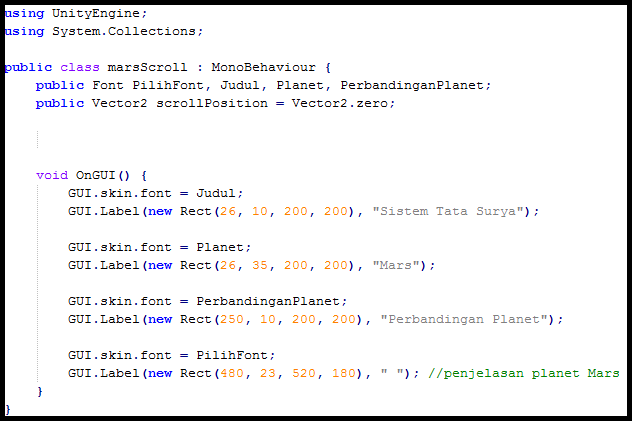 using UnityEngine;
using System.Collections;
public class marsScroll : MonoBehaviour {
public Font PilihFont, Judul, Planet, PerbandinganPlanet;
public Vector2 scrollPosition = Vector2.zero;
void OnGUI() {
GUI.skin.font = Judul;
GUI.Label(new Rect(26, 10, 200, 200), "Sistem Tata Surya");
GUI.skin.font = Planet;
GUI.Label(new Rect(26, 35, 200, 200), "Mars");
GUI.skin.font = PerbandinganPlanet;
GUI.Label(new Rect(250, 10, 200, 200), "Perbandingan Planet");
GUI.skin.font = PilihFont;
GUI.Label(new Rect(480, 23, 520, 180), " "); //penjelasan planet Mars
}
}